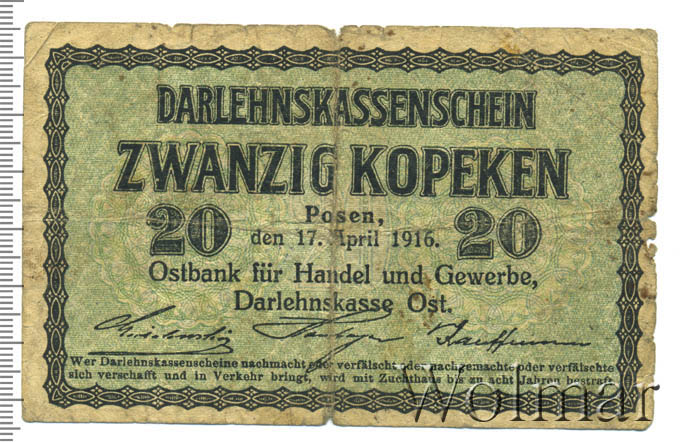 DARLEHNSKASSENSCHEIN
ZWANZIG KOPEKEN
20 Posen, 20
den 17. April 1916.
Ostbank für Handel und Gewerbe,
Darlehnskasse Ost.
Wer Darlehnskassenscheine nachmacht oder verfälscht oder nachgemachte oder verfälschte
sich verschafft und in Verkehr bringt, wird mit Zuchthaus bis zu acht Jahren bestraft
Wolmar